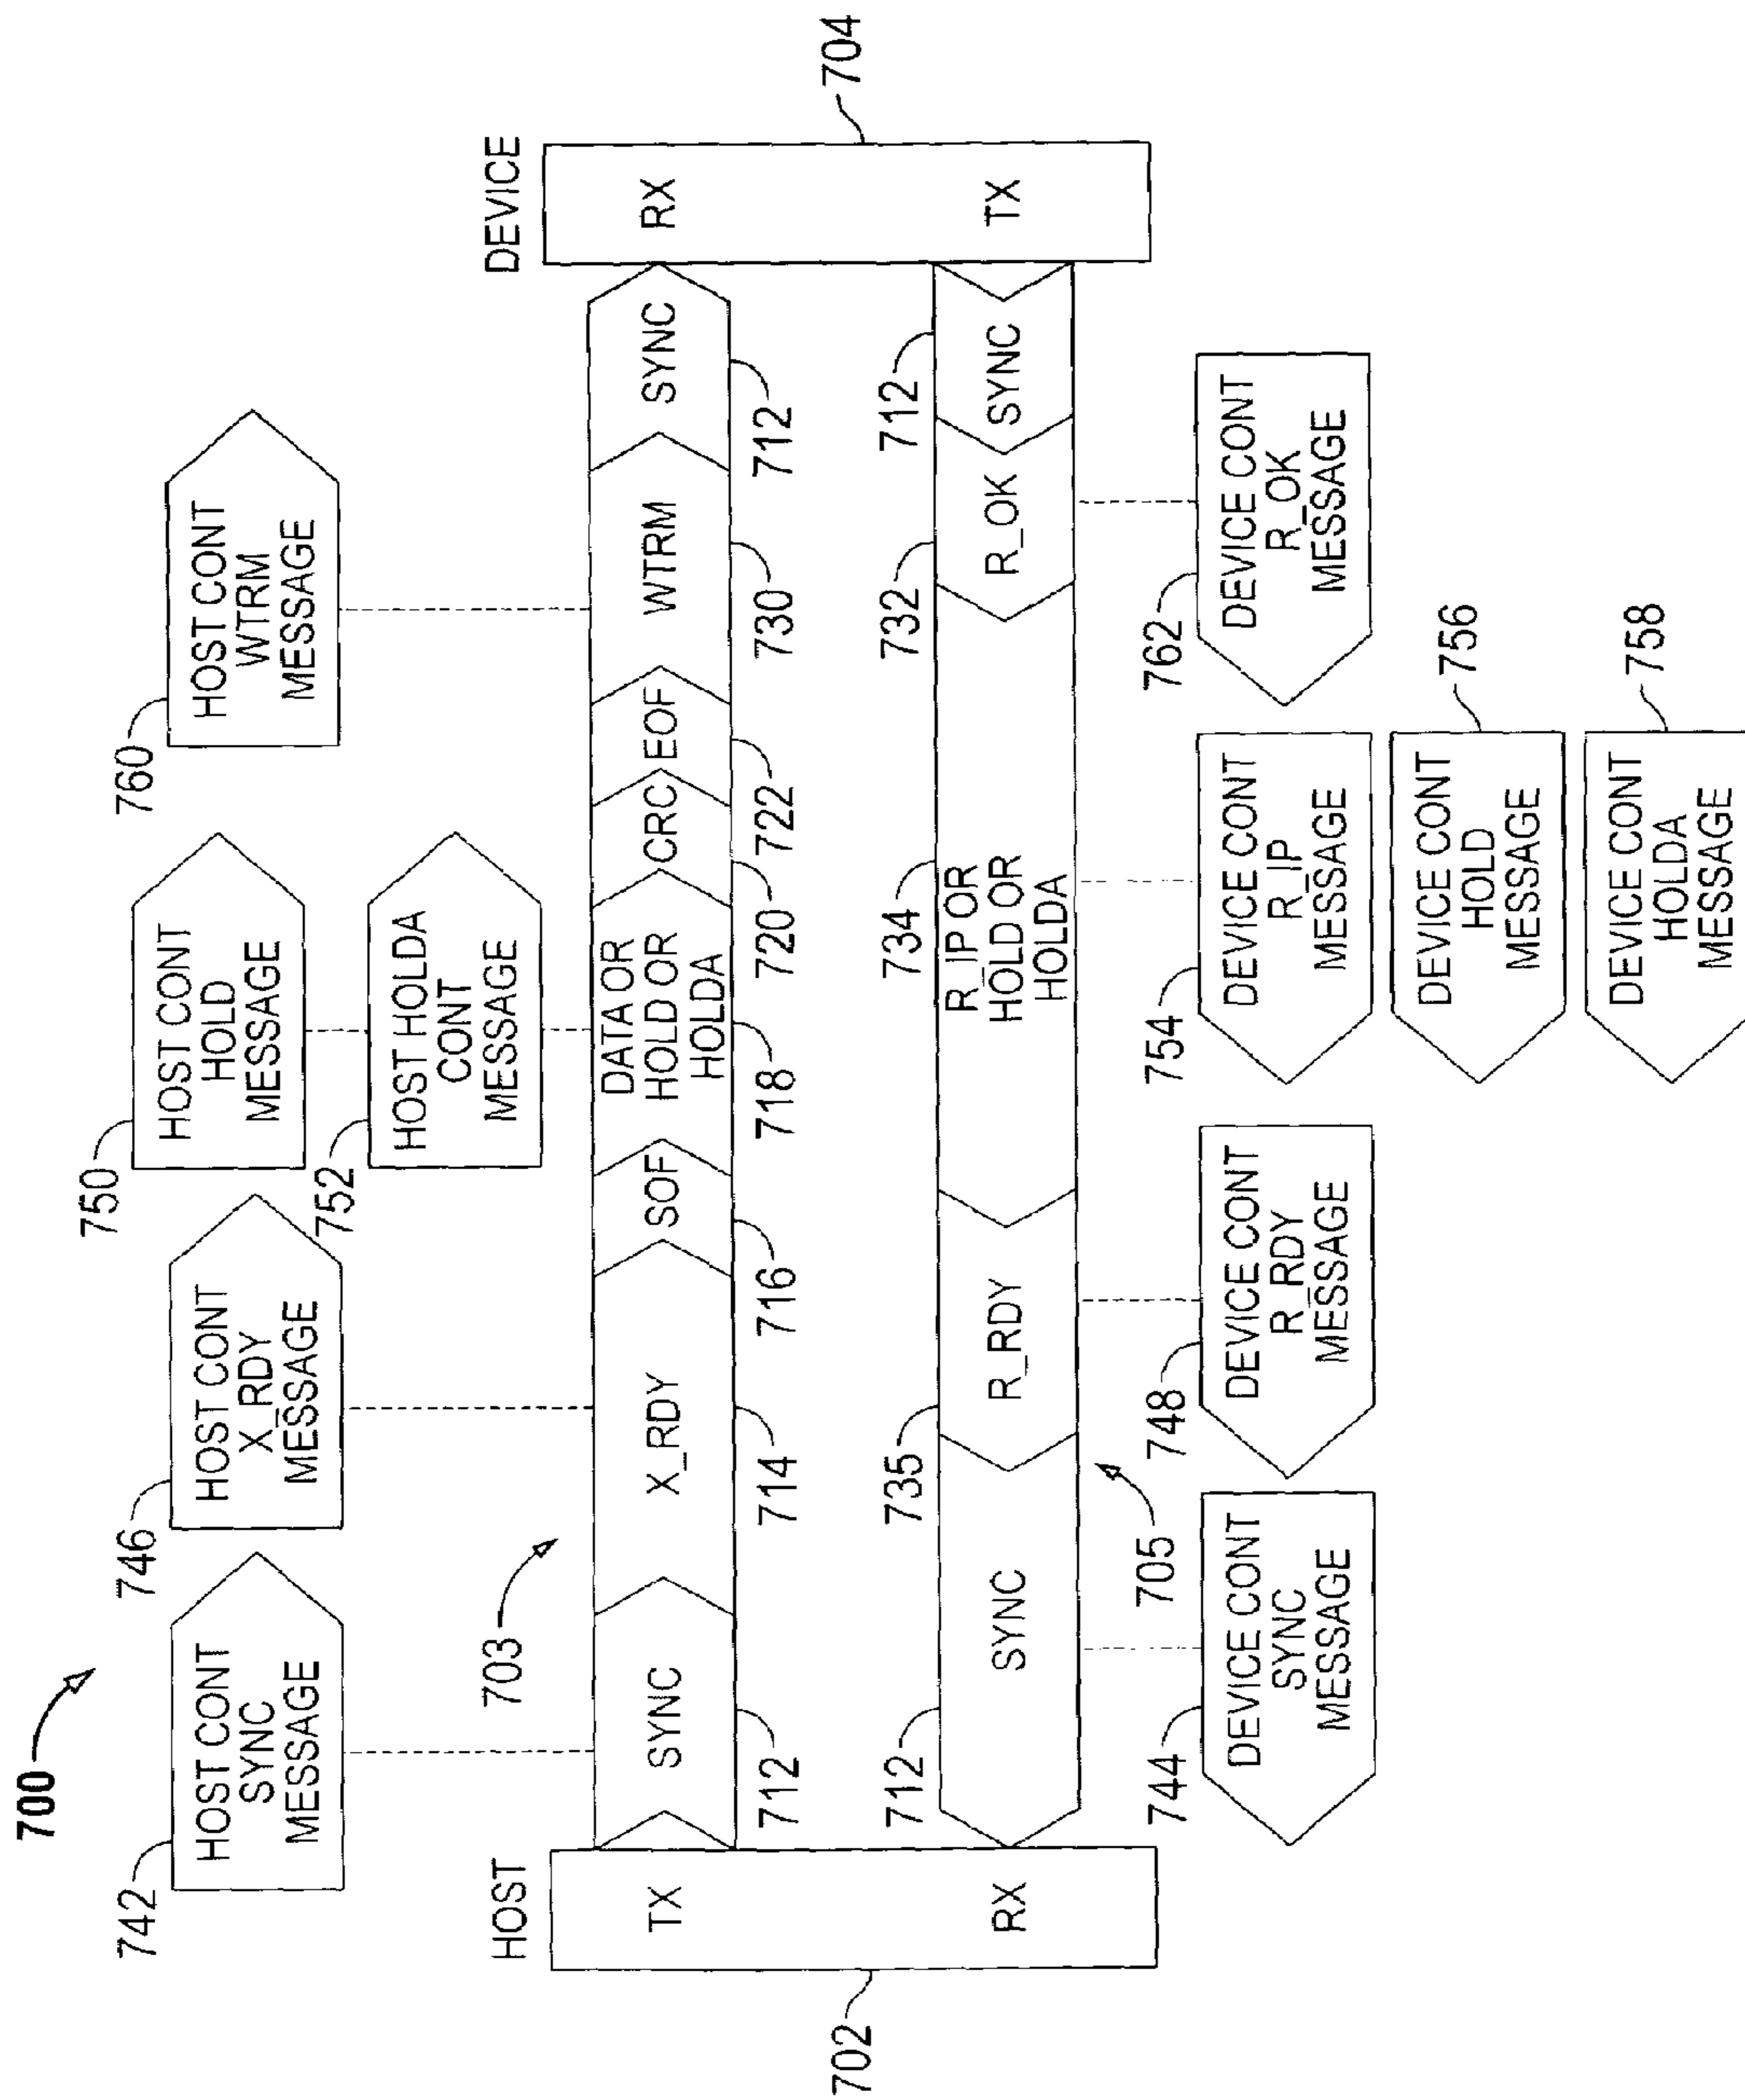 700
742
HOST CONT
SYNC
MESSAGE
746
HOST CONT
X_RDY
MESSAGE
750
HOST CONT
HOLD
MESSAGE
752
HOST HOLDA
CONT
MESSAGE
760
HOST CONT
WTRM
MESSAGE
HOST
TX
RX
702
703
SYNC
X_RDY
SOF
DATA OR
HOLD OR
HOLDA
CRC
EOF
WTRM
SYNC
712
714
716
718
720
722
730
712
DEVICE
RX
TX
704
712
735
734
732
712
SYNC
R_RDY
R_IP OR
HOLD OR
HOLDA
R_OK
SYNC
705
744
DEVICE CONT
SYNC
MESSAGE
748
DEVICE CONT
R_RDY
MESSAGE
754
DEVICE CONT
R_IP
MESSAGE
762
DEVICE CONT
R_OK
MESSAGE
DEVICE CONT
HOLD
MESSAGE
756
DEVICE CONT
HOLDA
MESSAGE
758